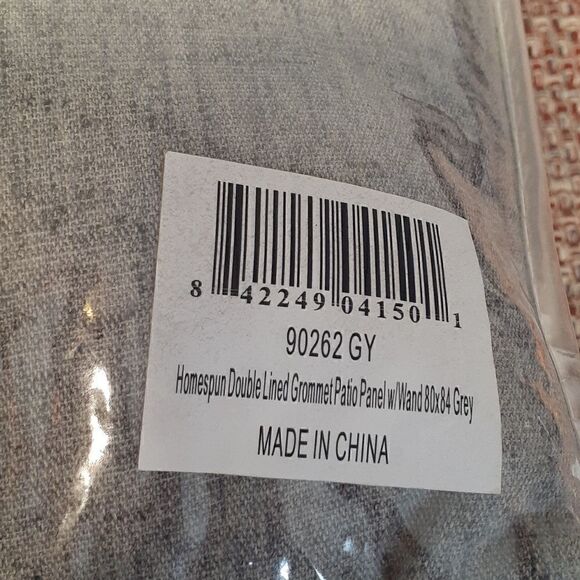 8 42249 04150 1
90262 GY
Homespun Double Lined Grommet Patio Panel w/Wand 80x84 Grey
MADE IN CHINA